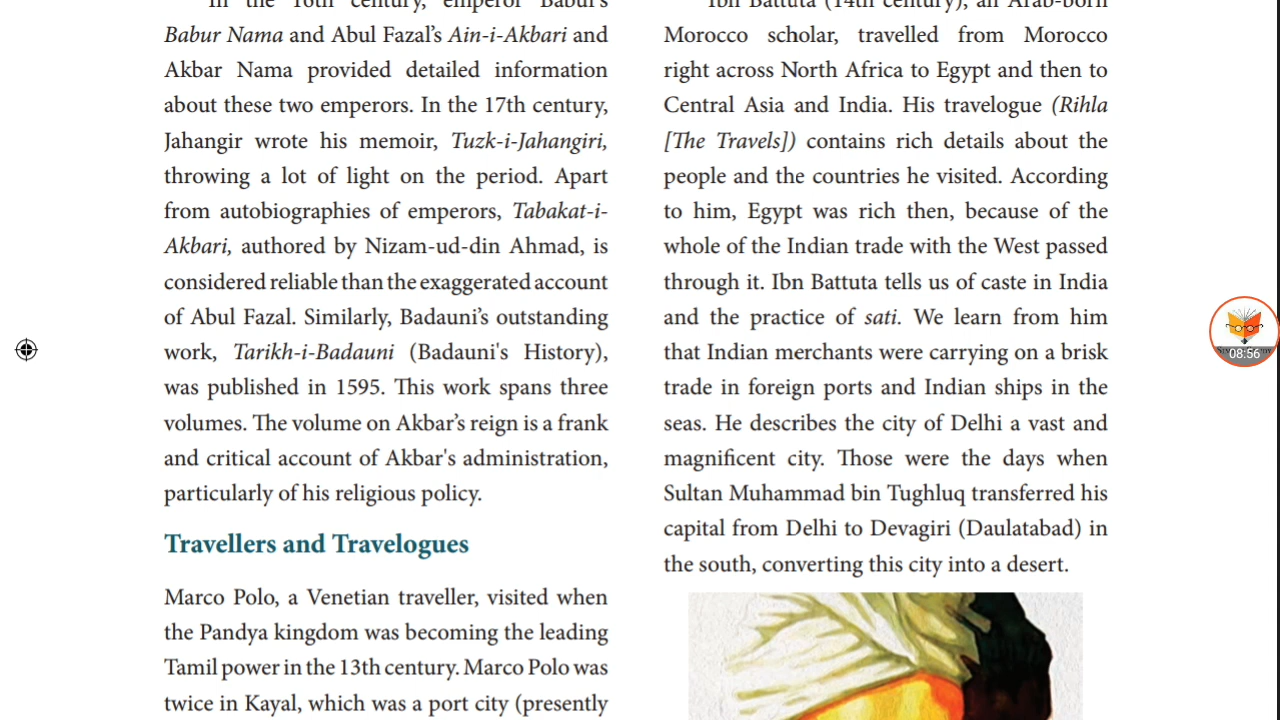 In the 16th century, emperor Babur's
Babur Nama and Abul Fazal's Ain-i-Akbari and
Akbar Nama provided detailed information
about these two emperors. In the 17th century,
Jahangir wrote his memoir, Tuzk-i-Jahangiri,
throwing a lot of light on the period. Apart
from autobiographies of emperors, Tabakat-i-
Akbari, authored by Nizam-ud-din Ahmad, is
considered reliable than the exaggerated account
of Abul Fazal. Similarly, Badauni's outstanding
work, Tarikh-i-Badauni (Badauni's History),
was published in 1595. This work spans three
volumes. The volume on Akbar's reign is a frank
and critical account of Akbar's administration,
particularly of his religious policy.
Travellers and Travelogues
Marco Polo, a Venetian traveller, visited when
the Pandya kingdom was becoming the leading
Tamil power in the 13th century. Marco Polo was
twice in Kayal, which was a port city (presently
Ibn Battuta (14th century), an Arab-born
Morocco scholar, travelled from Morocco
right across North Africa to Egypt and then to
Central Asia and India. His travelogue (Rihla
[The Travels]) contains rich details about the
people and the countries he visited. According
to him, Egypt was rich then, because of the
whole of the Indian trade with the West passed
through it. Ibn Battuta tells us of caste in India
and the practice of sati. We learn from him
that Indian merchants were carrying on a brisk
trade in foreign ports and Indian ships in the
seas. He describes the city of Delhi a vast and
magnificent city. Those were the days when
Sultan Muhammad bin Tughluq transferred his
capital from Delhi to Devagiri (Daulatabad) in
the south, converting this city into a desert.
08:56